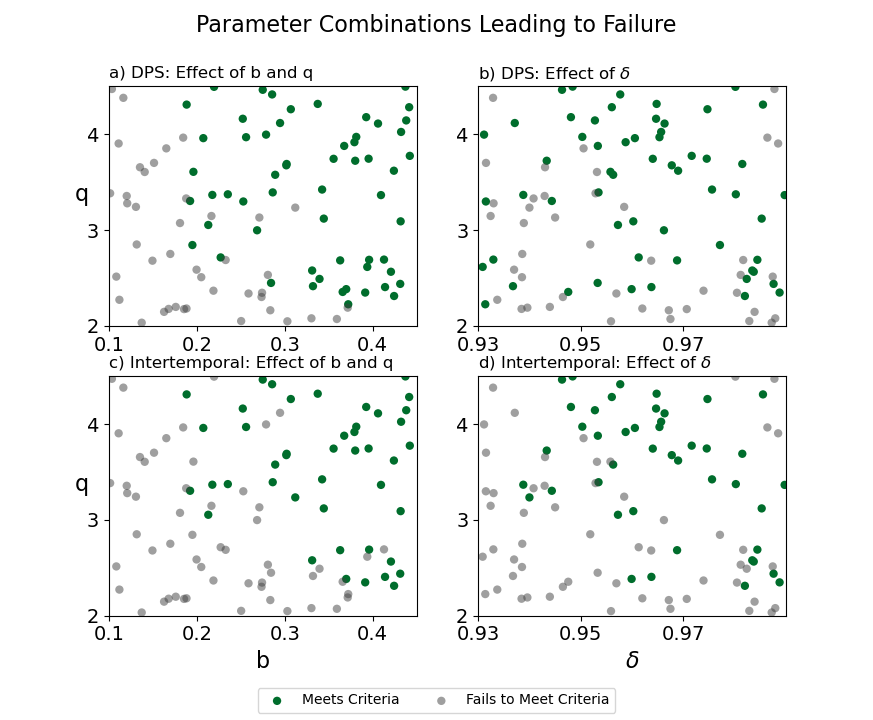 Parameter Combinations Leading to Failure
a) DPS: Effect of b and q
b) DPS: Effect of δ
4
q
3
2
0.1 0.2 0.3 0.4
4
3
2
0.93 0.95 0.97
c) Intertemporal: Effect of b and q
d) Intertemporal: Effect of δ
4
q
3
2
0.1 0.2 0.3 0.4
b
4
3
2
0.93 0.95 0.97
δ
Meets Criteria Fails to Meet Criteria